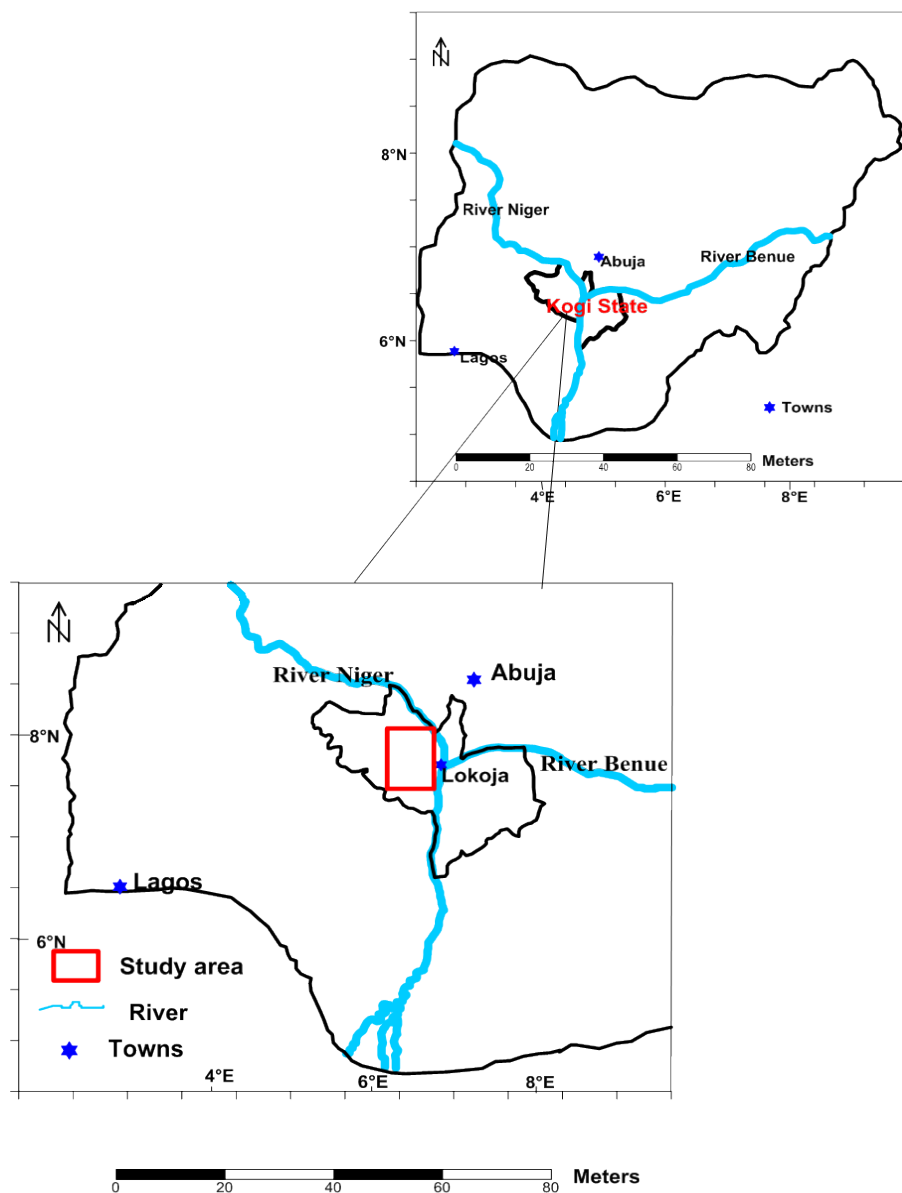 N
8°N
River Niger
Abuja
River Benue
Kogi State
6°N
Lagos
Towns
0 20 40 60 80 Meters
4°E 6°E 8°E
N
Abuja
River Niger
8°N
River Benue
Lokoja
Lagos
6°N
Study area
River
Towns
4°E 6°E 8°E
0 20 40 60 80 Meters